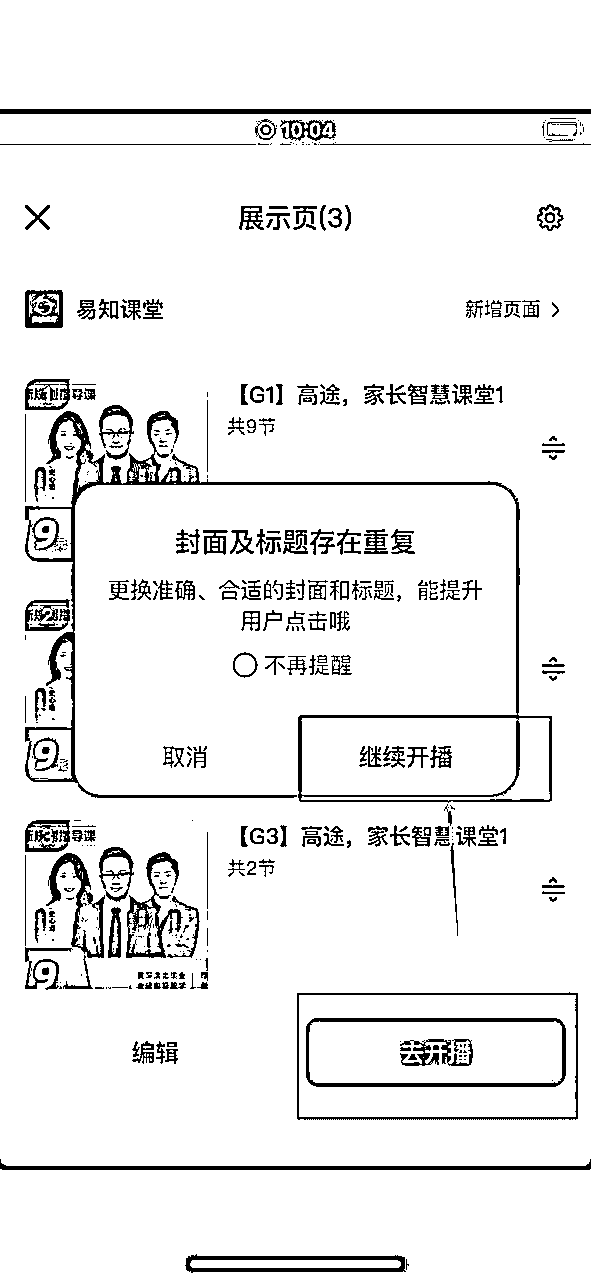 10:04
展示页(3)
易知课堂
新增页面
【G1】高途，家长智慧课堂1
共9节
9
封面及标题存在重复
更换准确、合适的封面和标题，能提升
用户点击哦
不再提醒
9
取消
继续开播
【G3】高途，家长智慧课堂1
共2节
9
编辑
去开播